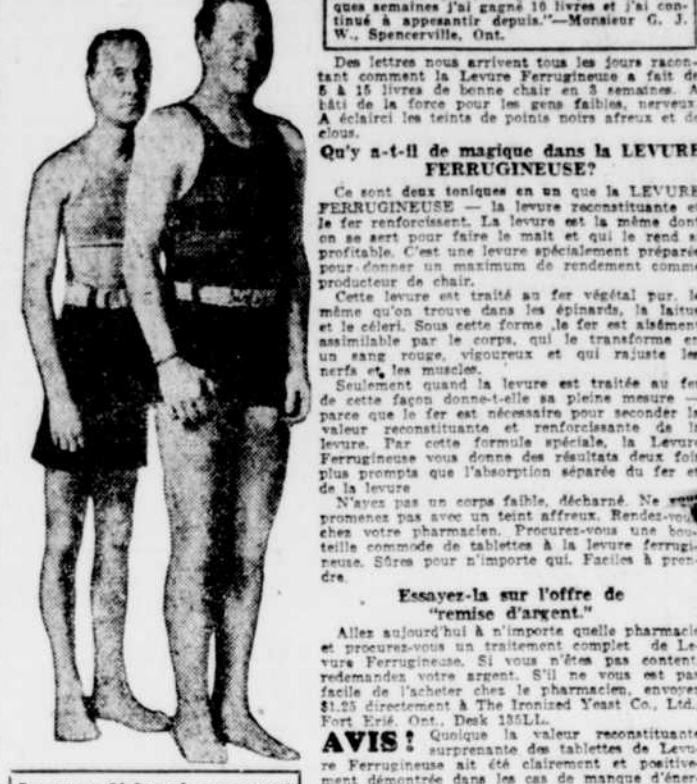 ques semaines j'ai gagné 10 livres et j'ai con-
tinué à appesantir depuis."—Monsieur G. J.
W., Spencerville, Ont.
Des lettres nous arrivent tous les jours racon-
tant comment la Levure Ferrugineuse a fait de
5 à 15 livres de bonne chair en 3 semaines. A
bâti de la force pour les gens faibles, nerveux.
A éclairci les teints de points noirs afreux et de
clous.
Qu'y a-t-il de magique dans la LEVURE
FERRUGINEUSE?
Ce sont deux toniques en un que la LEVURE
FERRUGINEUSE — la levure reconstituante et
le fer renforcissent. La levure est la même dont
on se sert pour faire le malt et qui le rend si
profitable. C'est une levure spécialement préparée
pour donner un maximum de rendement comme
producteur de chair.
Cette levure est traité au fer végétal pur, le
même qu'on trouve dans les épinards, la laitue
et le céleri. Sous cette forme ,le fer est aisément
assimilable par le corps, qui le transforme en
un sang rouge, vigoureux et qui rajuste les
nerfs et les muscles.
Seulement quand la levure est traitée au fer
de cette façon donne-t-elle sa pleine mesure —
parce que le fer est nécessaire pour seconder la
valeur reconstituante et renforcissante de la
levure. Par cette formule spéciale, la Levure
Ferrugineuse vous donne des résultats deux fois
plus prompts que l'absorption séparée du fer et
de la levure
N'ayez pas un corps faible, décharné. Ne
promenez pas avec un teint affreux. Rendez-vous
chez votre pharmacien. Procurez-vous une bou-
teille commode de tablettes à la levure ferrugi-
neuse. Sûres pour n'importe qui. Faciles à pren-
dre.
Essayez-la sur l'offre de
"remise d'argent."
Allez aujourd'hui à n'importe quelle pharmacie
et procurez-vous un traitement complet de Le-
vure Ferrugineuse. Si vous n'êtes pas content
redemandez votre argent. S'il ne vous est pas
facile de l'acheter chez le pharmacien, envoyez
$1.25 directement à The Ironized Yeast Co., Ltd.
Fort Erié, Ont., Desk 135LL.
AVIS! Quoique la valeur reconstituante
surprenante des tablettes de Levu-
re Ferrugineuse ait été clairement et positive-
ment démontrée dans les cas de manque d'éner-